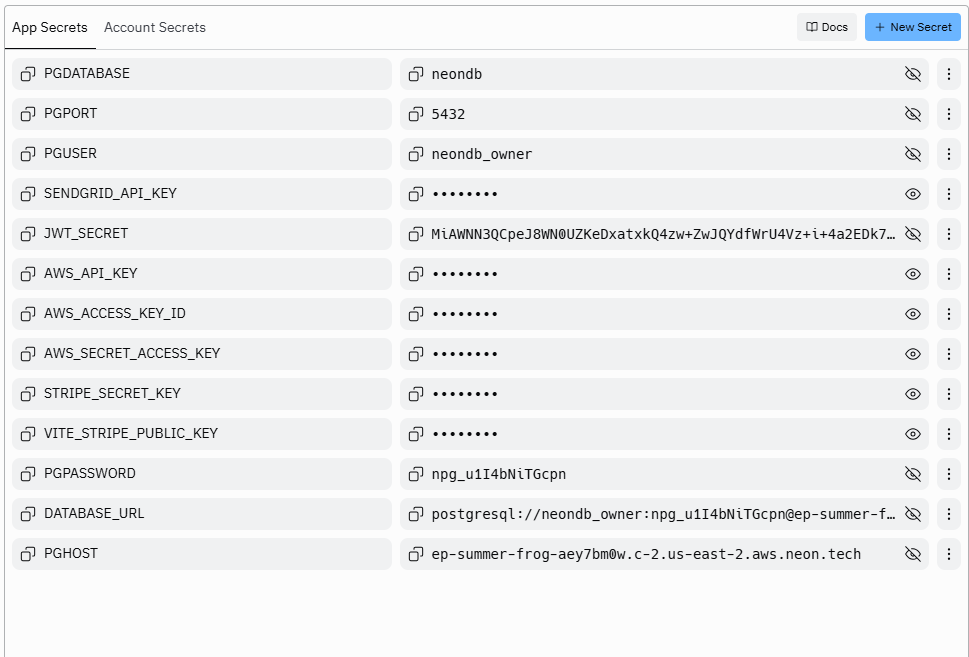 App Secrets Account Secrets Docs + New Secret
PGDATABASE neondb
PGPORT 5432
PGUSER neondb_owner
SENDGRID_API_KEY ••••••••
JWT_SECRET MiAWNN3QCpeJ8WN0UZKeDxatxkQ4zw+ZwJQYdfWrU4Vz+i+4a2EDk7…
AWS_API_KEY ••••••••
AWS_ACCESS_KEY_ID ••••••••
AWS_SECRET_ACCESS_KEY ••••••••
STRIPE_SECRET_KEY ••••••••
VITE_STRIPE_PUBLIC_KEY ••••••••
PGPASSWORD npg_u1I4bNiTGcpn
DATABASE_URL postgresql://neondb_owner:npg_u1I4bNiTGcpn@ep-summer-f…
PGHOST ep-summer-frog-aey7bm0w.c-2.us-east-2.aws.neon.tech